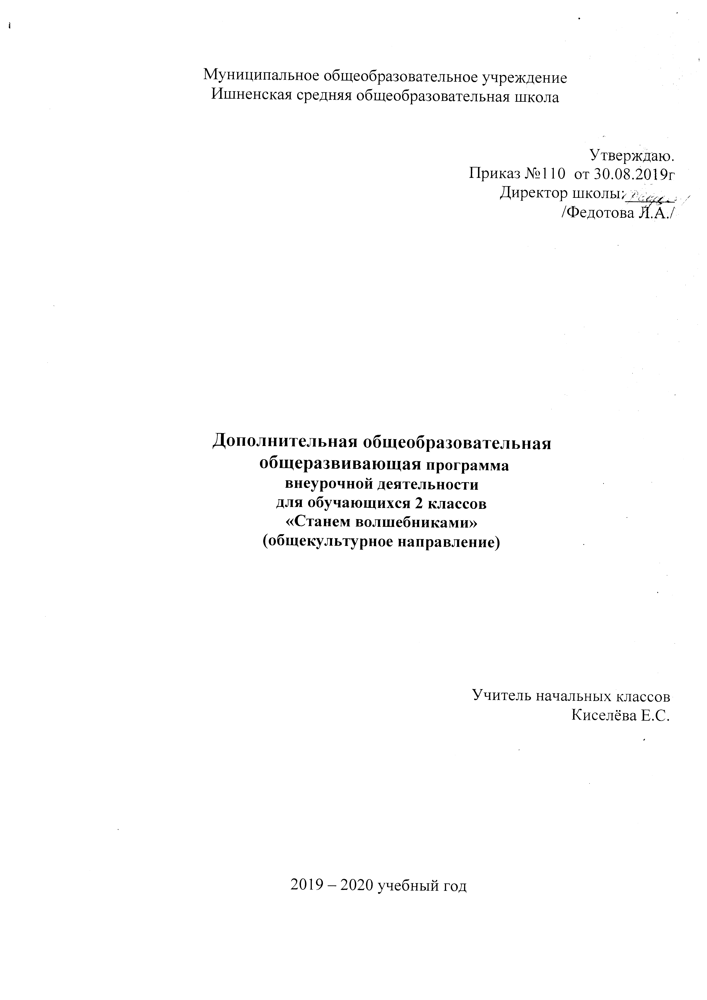 Муниципальное общеобразовательное учреждение
Ишненская средняя общеобразовательная школа
Утверждаю.
Приказ №110 от 30.08.2019г
Директор школы:
/Федотова Л.А./
Дополнительная общеобразовательная
общеразвивающая программа
внеурочной деятельности
для обучающихся 2 классов
«Станем волшебниками»
(общекультурное направление)
Учитель начальных классов
Киселёва Е.С.
2019 – 2020 учебный год